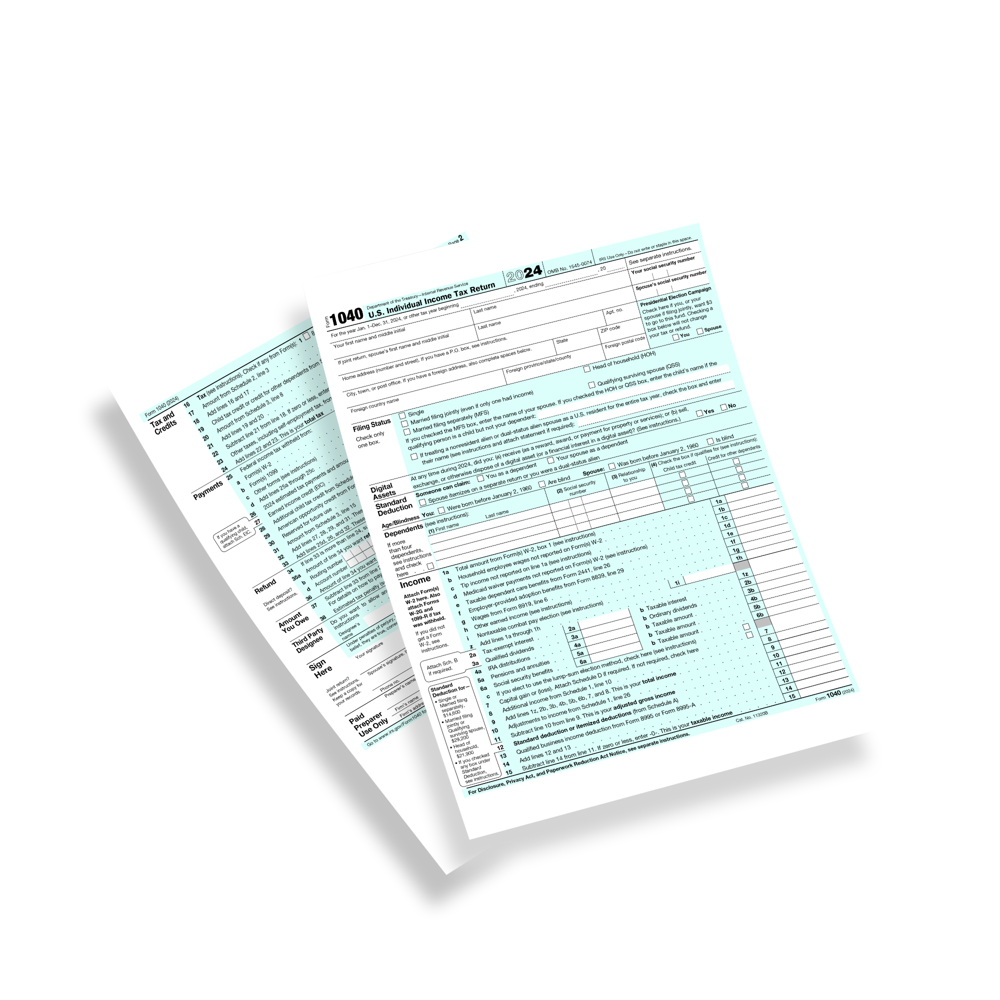 Form 1040
Department of the Treasury—Internal Revenue Service
U.S. Individual Income Tax Return
2024
OMB No. 1545-0074
IRS Use Only—Do not write or staple in this space.
For the year Jan. 1–Dec. 31, 2024, or other tax year beginning , 2024, ending , 20
See separate instructions.
Your first name and middle initial
Last name
Your social security number
If joint return, spouse's first name and middle initial
Last name
Spouse's social security number
Home address (number and street). If you have a P.O. box, see instructions.
Apt. no.
City, town, or post office. If you have a foreign address, also complete spaces below.
State
ZIP code
Foreign country name
Foreign province/state/county
Foreign postal code
Presidential Election Campaign
Check here if you, or your
spouse if filing jointly, want $3
to go to this fund. Checking a
box below will not change
your tax or refund.
You Spouse
Filing Status
Check only
one box.
Single
Head of household (HOH)
Married filing jointly (even if only one had income)
Married filing separately (MFS)
Qualifying surviving spouse (QSS)
If you checked the MFS box, enter the name of your spouse. If you checked the HOH or QSS box, enter the child's name if the
qualifying person is a child but not your dependent:
If treating a nonresident alien or dual-status alien spouse as a U.S. resident for the entire tax year, check the box and enter
their name (see instructions and attach statement if required):
Digital
Assets
At any time during 2024, did you: (a) receive (as a reward, award, or payment for property or services); or (b) sell,
exchange, or otherwise dispose of a digital asset (or a financial interest in a digital asset)? (See instructions.)
Yes No
Standard
Deduction
Someone can claim: You as a dependent Your spouse as a dependent
Spouse itemizes on a separate return or you were a dual-status alien
Age/Blindness You: Were born before January 2, 1960 Are blind Spouse: Was born before January 2, 1960 Is blind
Dependents (see instructions):
(1) First name Last name
(2) Social security
number
(3) Relationship
to you
(4) Check the box if qualifies for (see instructions):
Child tax credit Credit for other dependents
If more
than four
dependents,
see instructions
and check
here . .
Income
Attach Form(s)
W-2 here. Also
attach Forms
W-2G and
1099-R if tax
was withheld.
If you did not
get a Form
W-2, see
instructions.
1a Total amount from Form(s) W-2, box 1 (see instructions) 1a
b Household employee wages not reported on Form(s) W-2 1b
c Tip income not reported on line 1a (see instructions) 1c
d Medicaid waiver payments not reported on Form(s) W-2 (see instructions) 1d
e Taxable dependent care benefits from Form 2441, line 26 1e
f Employer-provided adoption benefits from Form 8839, line 29 1f
g Wages from Form 8919, line 6 1g
h Other earned income (see instructions) 1h
i Nontaxable combat pay election (see instructions) 1i
z Add lines 1a through 1h 1z
Attach Sch. B
if required.
2a Tax-exempt interest 2a b Taxable interest 2b
3a Qualified dividends 3a b Ordinary dividends 3b
4a IRA distributions 4a b Taxable amount 4b
5a Pensions and annuities 5a b Taxable amount 5b
6a Social security benefits 6a b Taxable amount 6b
c If you elect to use the lump-sum election method, check here (see instructions)
7 Capital gain or (loss). Attach Schedule D if required. If not required, check here 7
8 Additional income from Schedule 1, line 10 8
9 Add lines 1z, 2b, 3b, 4b, 5b, 6b, 7, and 8. This is your total income 9
10 Adjustments to income from Schedule 1, line 26 10
11 Subtract line 10 from line 9. This is your adjusted gross income 11
12 Standard deduction or itemized deductions (from Schedule A) 12
13 Qualified business income deduction from Form 8995 or Form 8995-A 13
14 Add lines 12 and 13 14
15 Subtract line 14 from line 11. If zero or less, enter -0-. This is your taxable income 15
Standard
Deduction for—
• Single or
Married filing
separately,
$14,600
• Married filing
jointly or
Qualifying
surviving spouse,
$29,200
• Head of
household,
$21,900
• If you checked
any box under
Standard
Deduction,
see instructions.
For Disclosure, Privacy Act, and Paperwork Reduction Act Notice, see separate instructions.
Cat. No. 11320B
Form 1040 (2024)
Form 1040 (2024)
Page 2
Tax and
Credits
16 Tax (see instructions). Check if any from Form(s): 1 8
17 Amount from Schedule 2, line 3
18 Add lines 16 and 17
19 Child tax credit or credit for other dependents from
20 Amount from Schedule 3, line 8
21 Add lines 19 and 20
22 Subtract line 21 from line 18. If zero or less, enter
23 Other taxes, including self-employment tax, from
24 Add lines 22 and 23. This is your total tax
Payments
25 Federal income tax withheld from:
a Form(s) W-2
b Form(s) 1099
c Other forms (see instructions)
d Add lines 25a through 25c
26 2024 estimated tax payments and
27 Earned income credit (EIC)
28 Additional child tax credit from
29 American opportunity credit from
30 Reserved for future use
31 Amount from Schedule 3, line 15
32 Add lines 27, 28, 29, and 31.
33 Add lines 25d, 26, and 32. These
If you have a
qualifying child,
attach Sch. EIC.
Refund
34 If line 33 is more than line 24,
35a Amount of line 34 you want
b Routing number
d Account number
36 Amount of line 34 you want
Direct deposit?
See instructions.
Amount
You Owe
37 Subtract line 33 from line
For details on how to pay
38 Estimated tax penalty
Third Party
Designee
Do you want to allow
instructions
Designee's
name
Sign
Here
Under penalties of perjury,
belief, they are true,
Your signature
Joint return?
See instructions.
Keep a copy for
your records.
Spouse's signature.
Phone no.
Paid
Preparer
Use Only
Preparer's name
Firm's name
Firm's
Go to www.irs.gov/Form1040